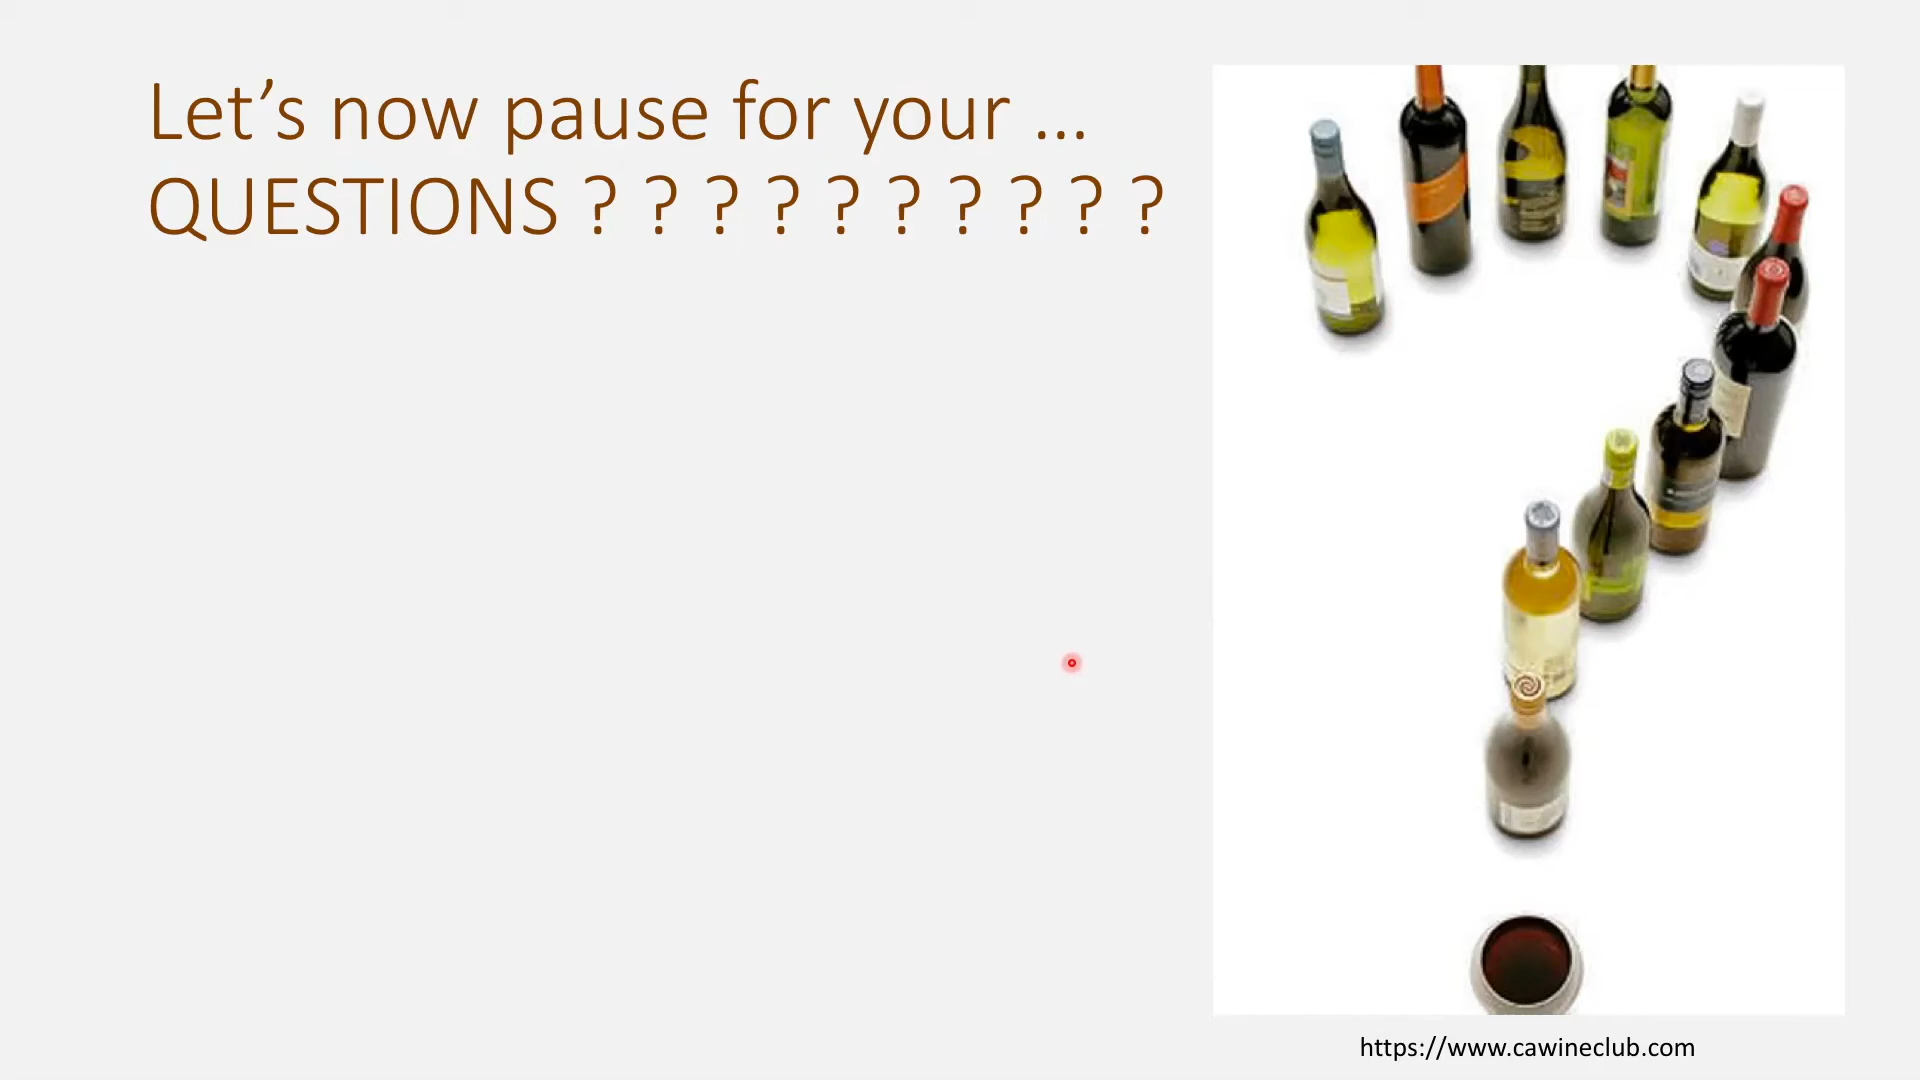 Let’s now pause for your ...
QUESTIONS ? ? ? ? ? ? ? ? ? ?
https://www.cawineclub.com